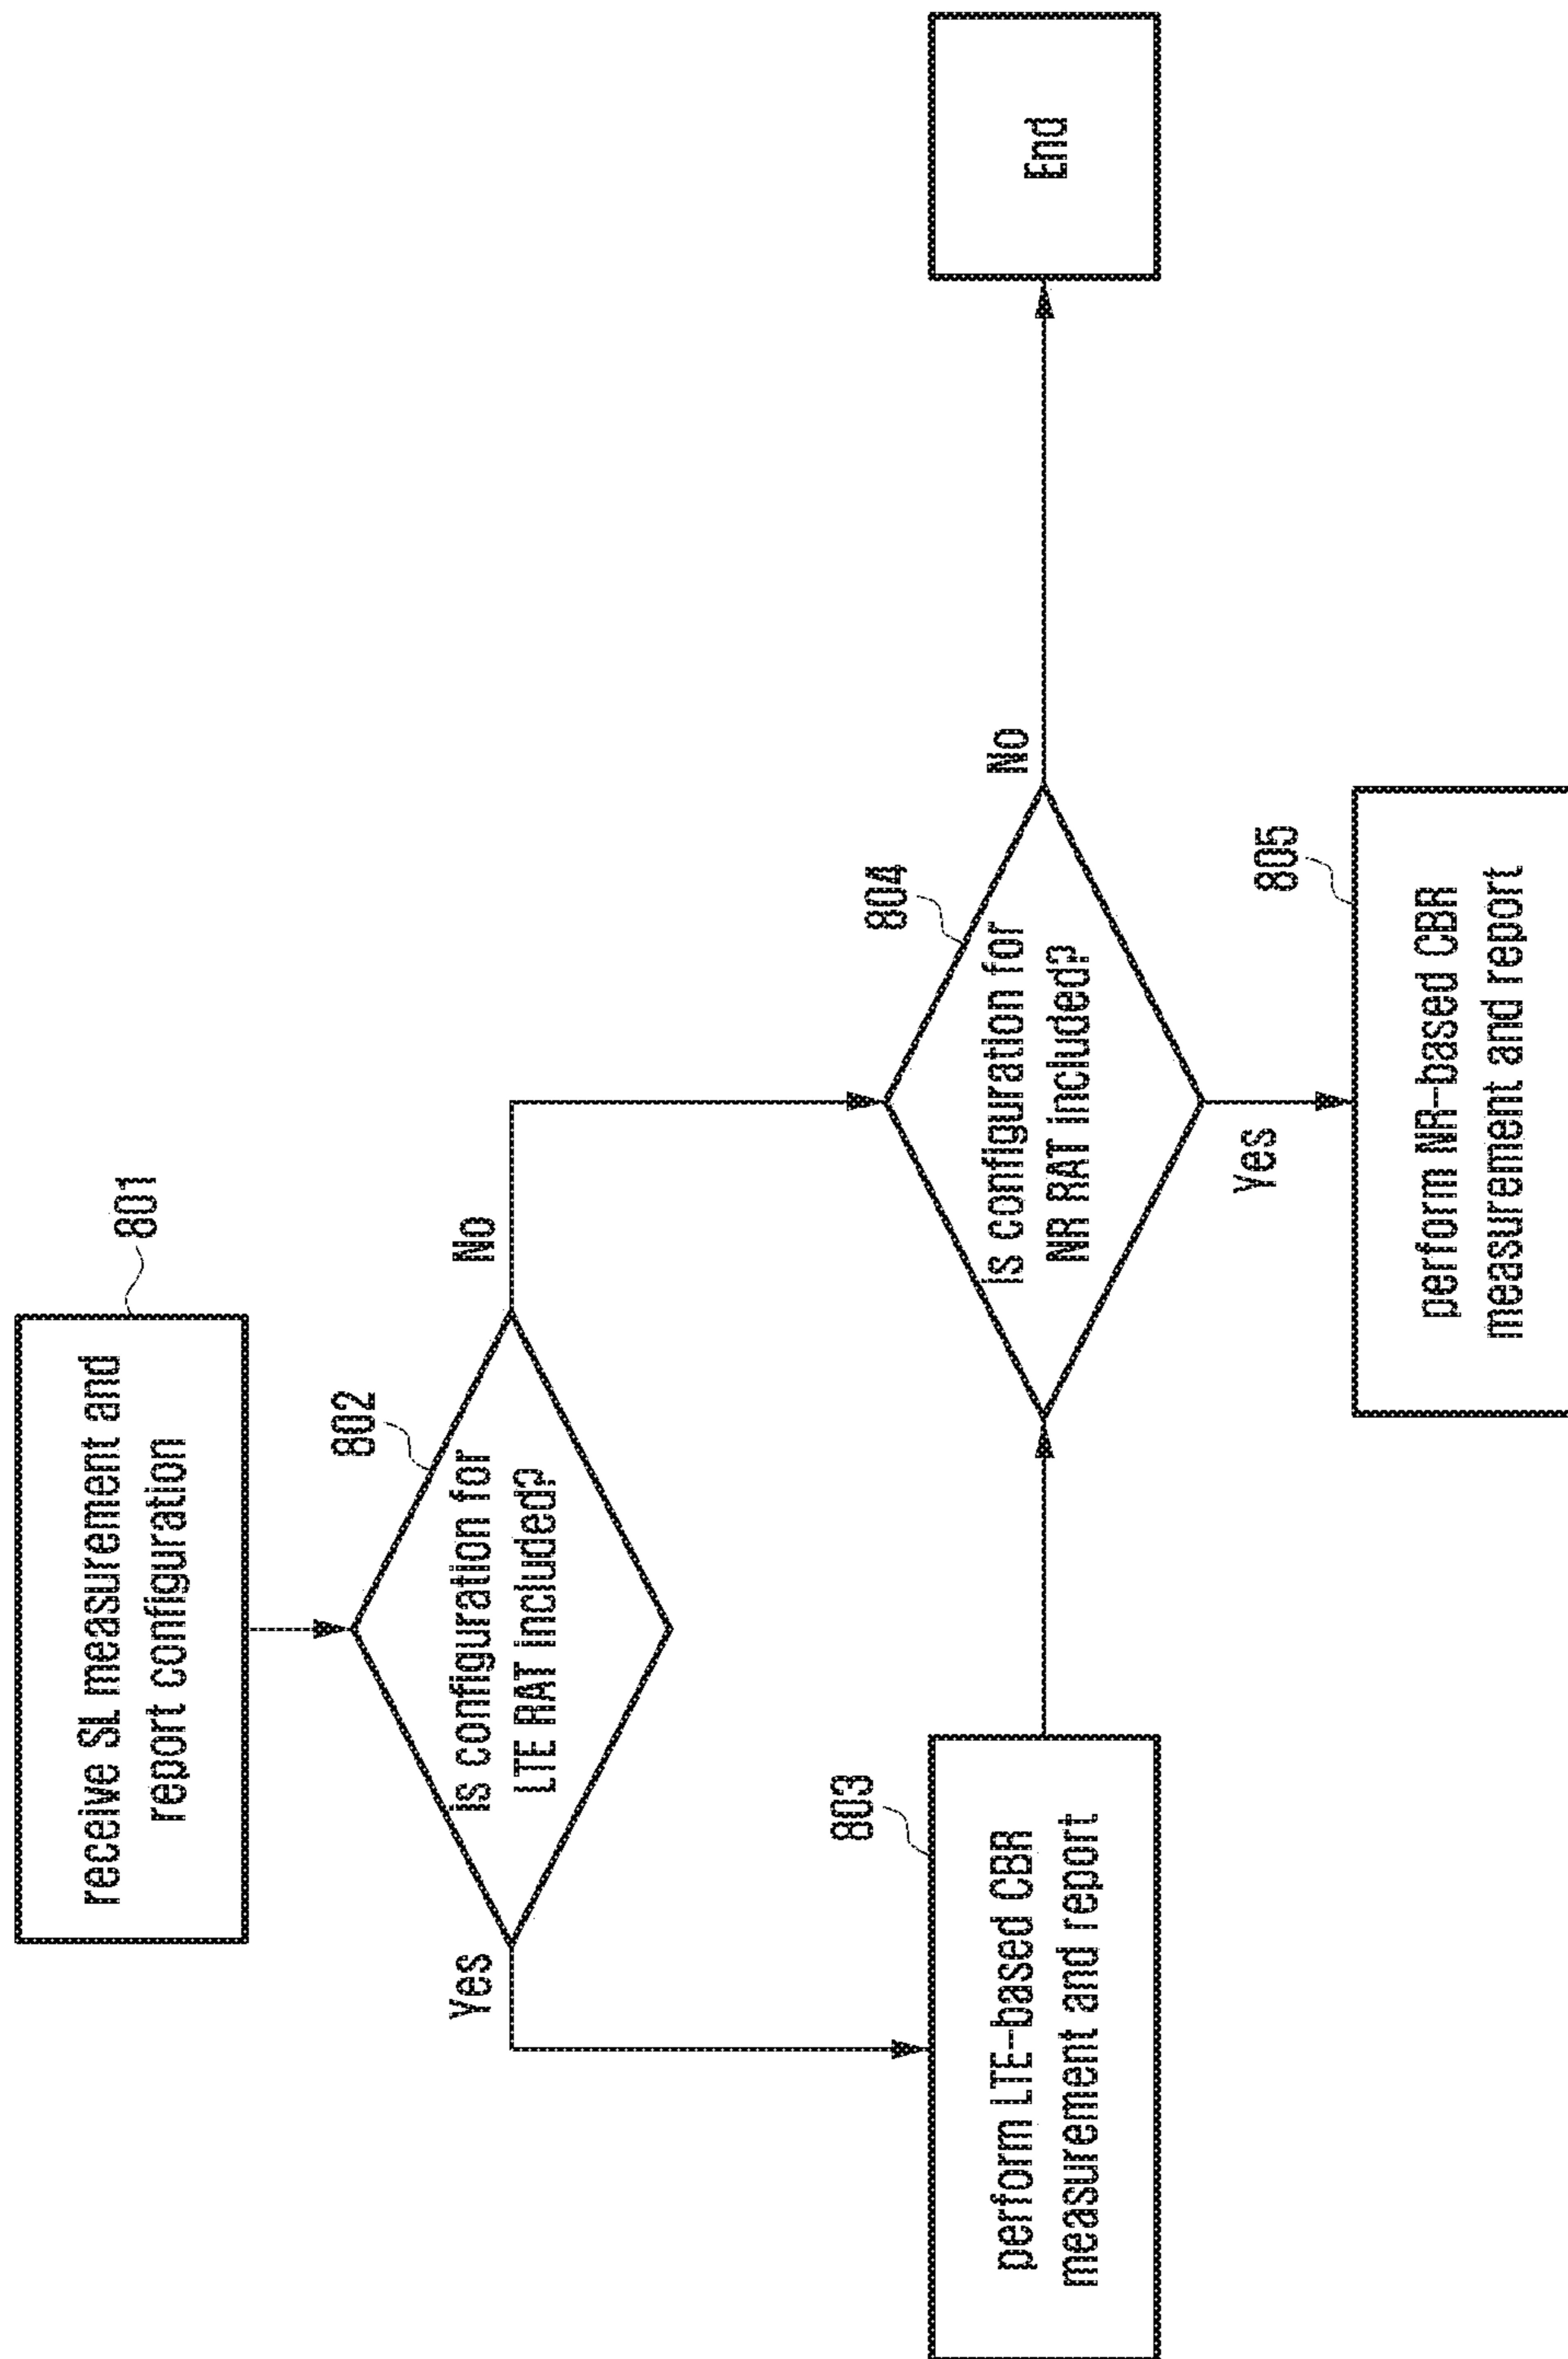 801
receive SL measurement and
report configuration
802
is configuration for
LTE RAT included?
Yes
No
803
perform LTE-based CBR
measurement and report
804
is configuration for
NR RAT included?
No
Yes
End
805
perform NR-based CBR
measurement and report